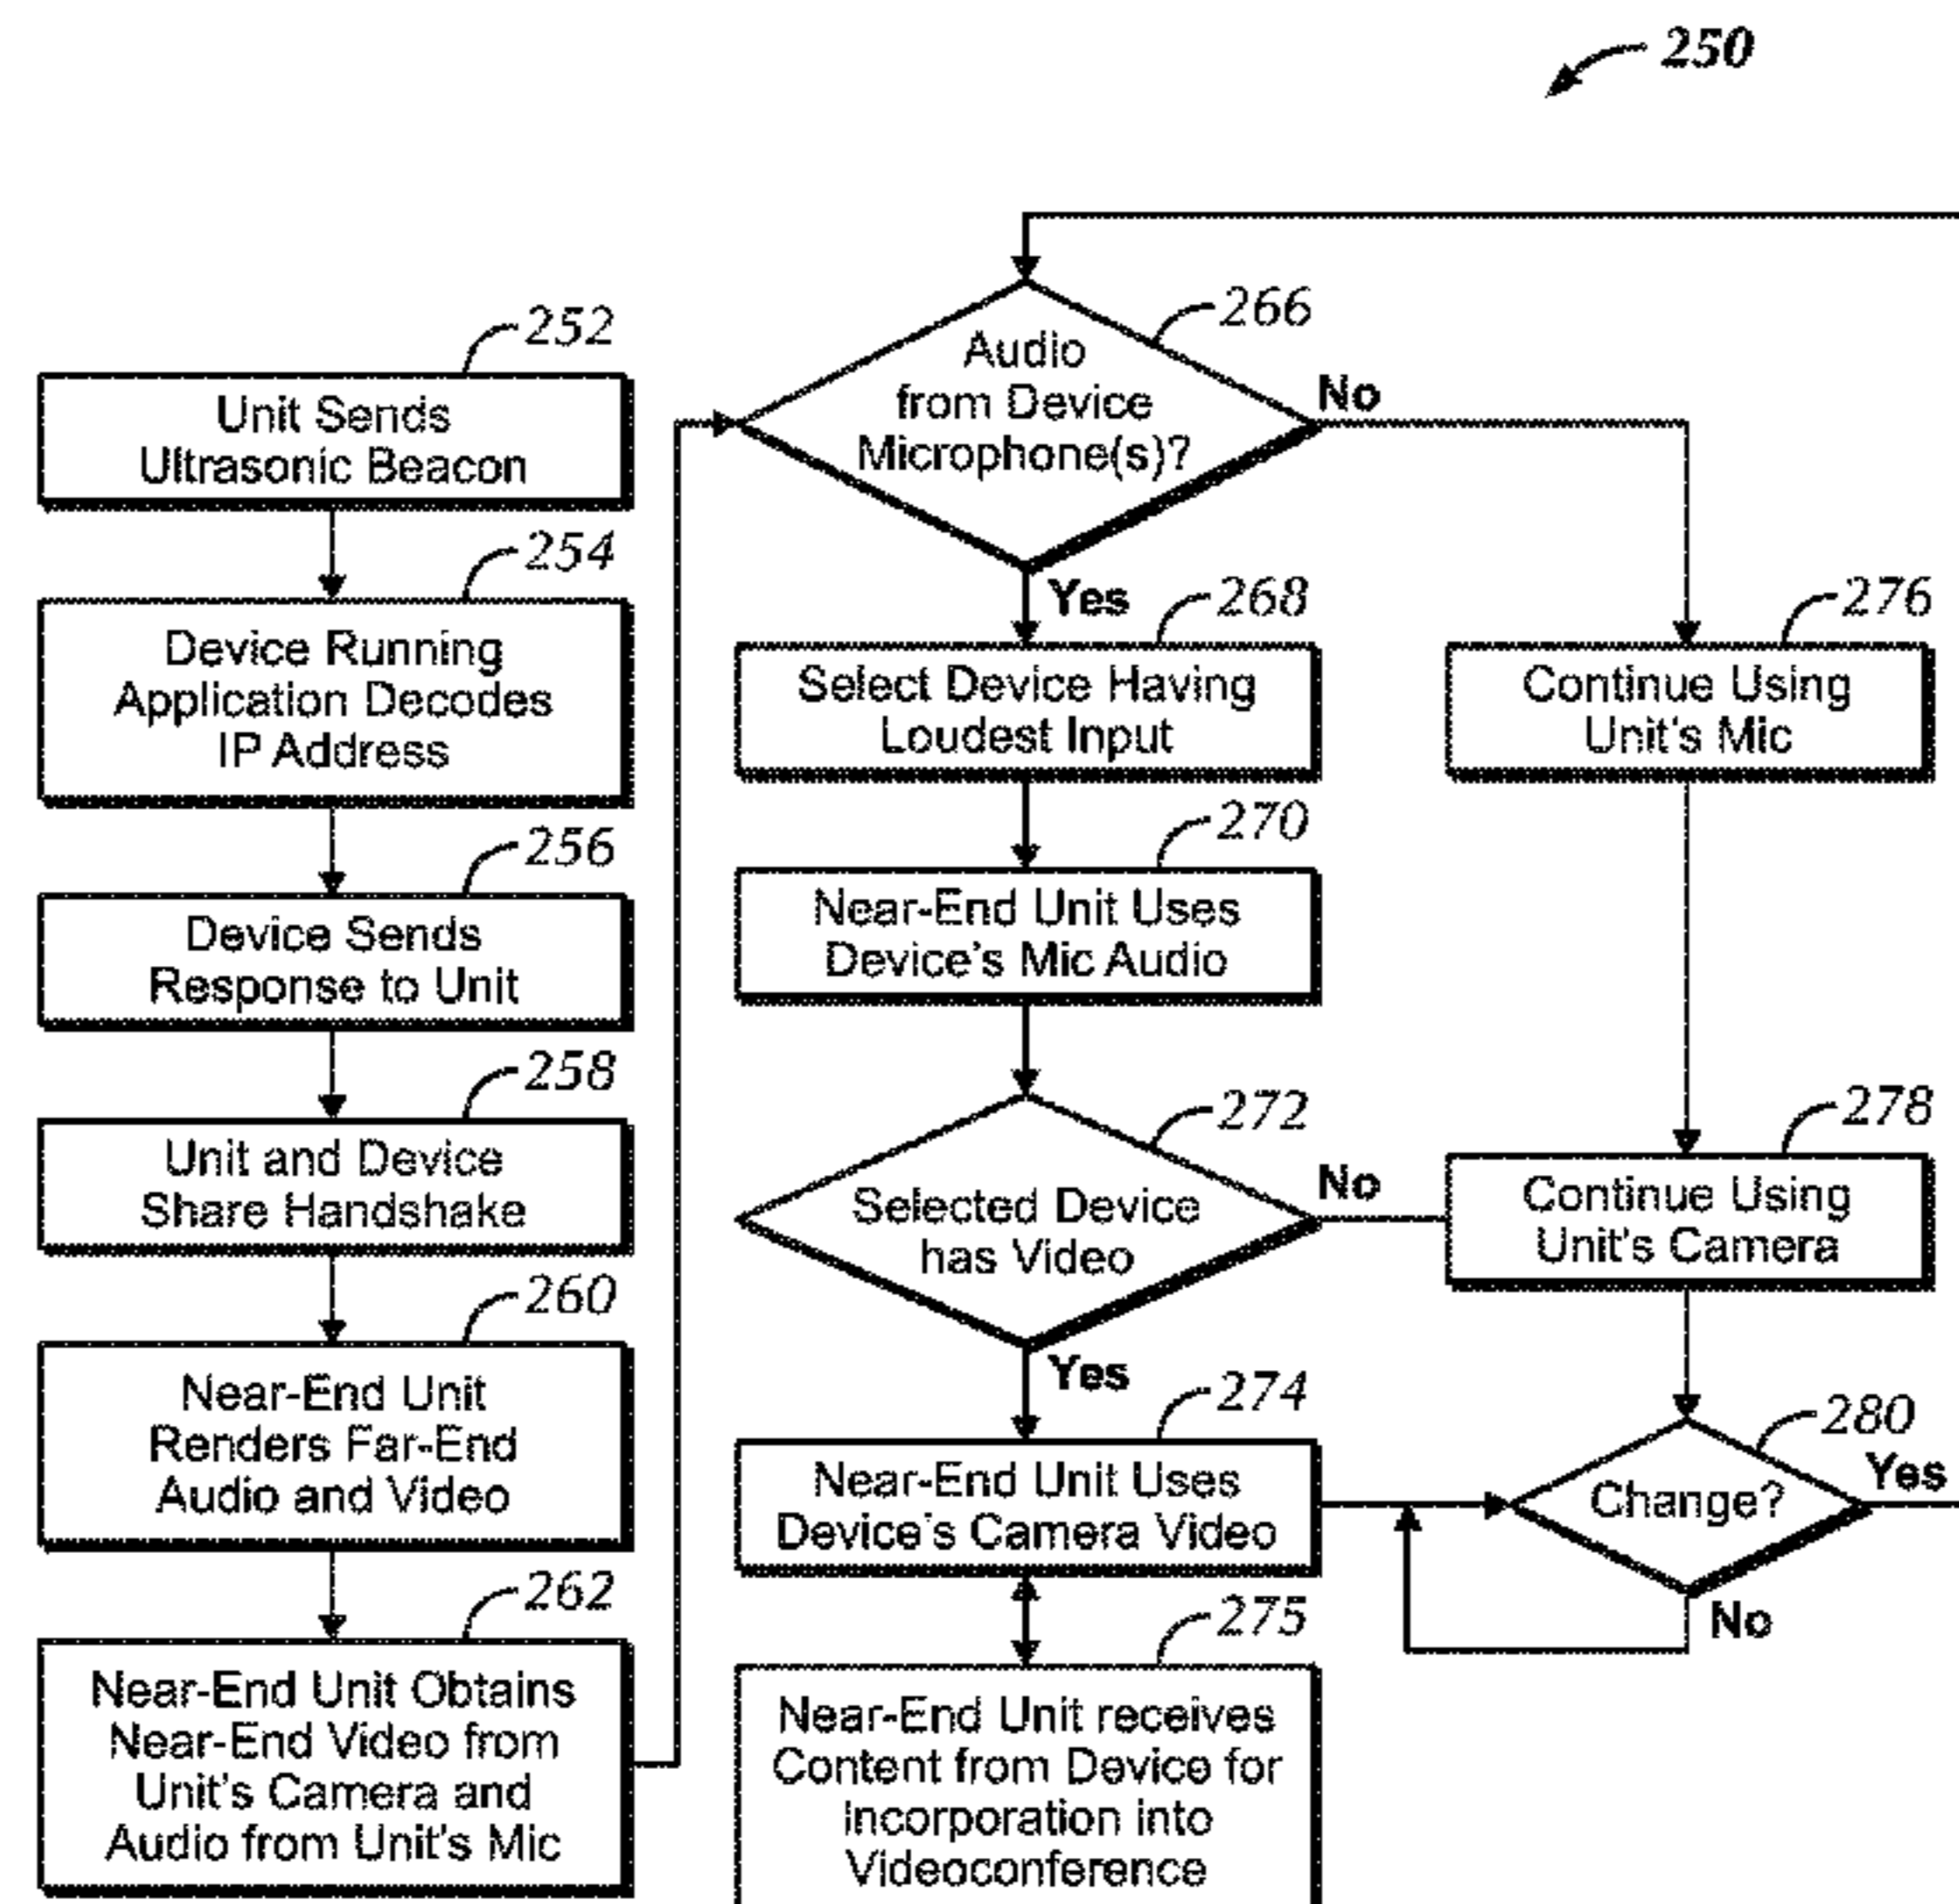 250
252
Unit Sends
Ultrasonic Beacon
254
Device Running
Application Decodes
IP Address
256
Device Sends
Response to Unit
258
Unit and Device
Share Handshake
260
Near-End Unit
Renders Far-End
Audio and Video
262
Near-End Unit Obtains
Near-End Video from
Unit's Camera and
Audio from Unit's Mic
266
Audio
from Device
Microphone(s)?
No
Yes
268
Select Device Having
Loudest Input
270
Near-End Unit Uses
Device's Mic Audio
272
Selected Device
has Video
No
Yes
274
Near-End Unit Uses
Device's Camera Video
275
Near-End Unit receives
Content from Device for
incorporation into
Videoconference
276
Continue Using
Unit's Mic
278
Continue Using
Unit's Camera
280
Change?
Yes
No